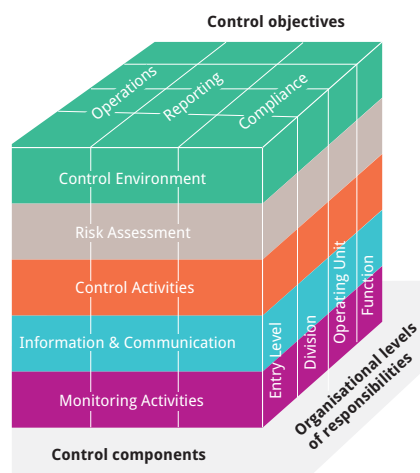 Control objectives
Operations
Reporting
Compliance
Control Environment
Risk Assessment
Control Activities
Information & Communication
Monitoring Activities
Entry Level
Division
Operating Unit
Function
Organisational levels
of responsibilities
Control components